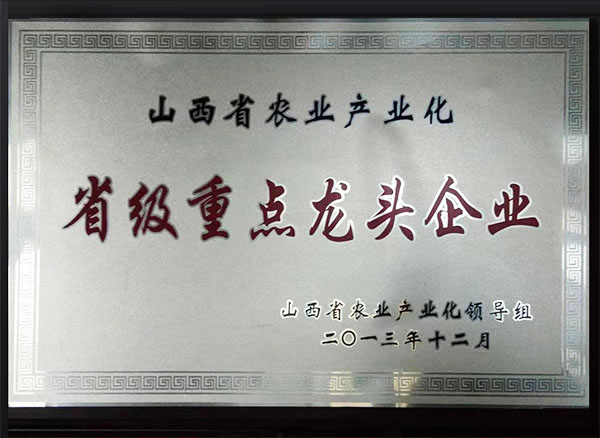 山西省农业产业化
省级重点龙头企业
山西省农业产业化领导组
二〇一三年十二月